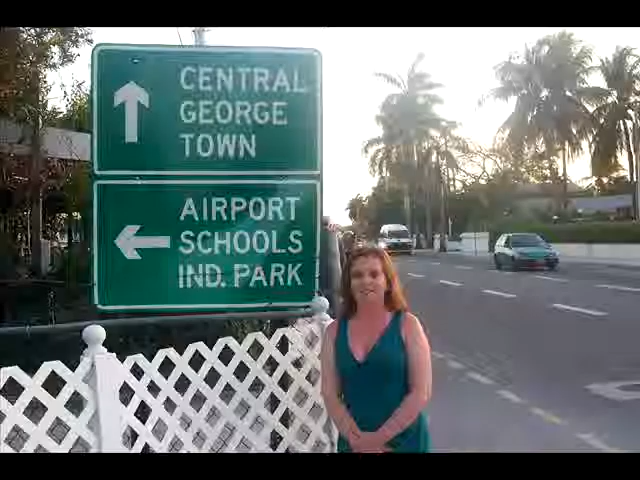 CENTRAL
GEORGE
TOWN
AIRPORT
SCHOOLS
IND. PARK